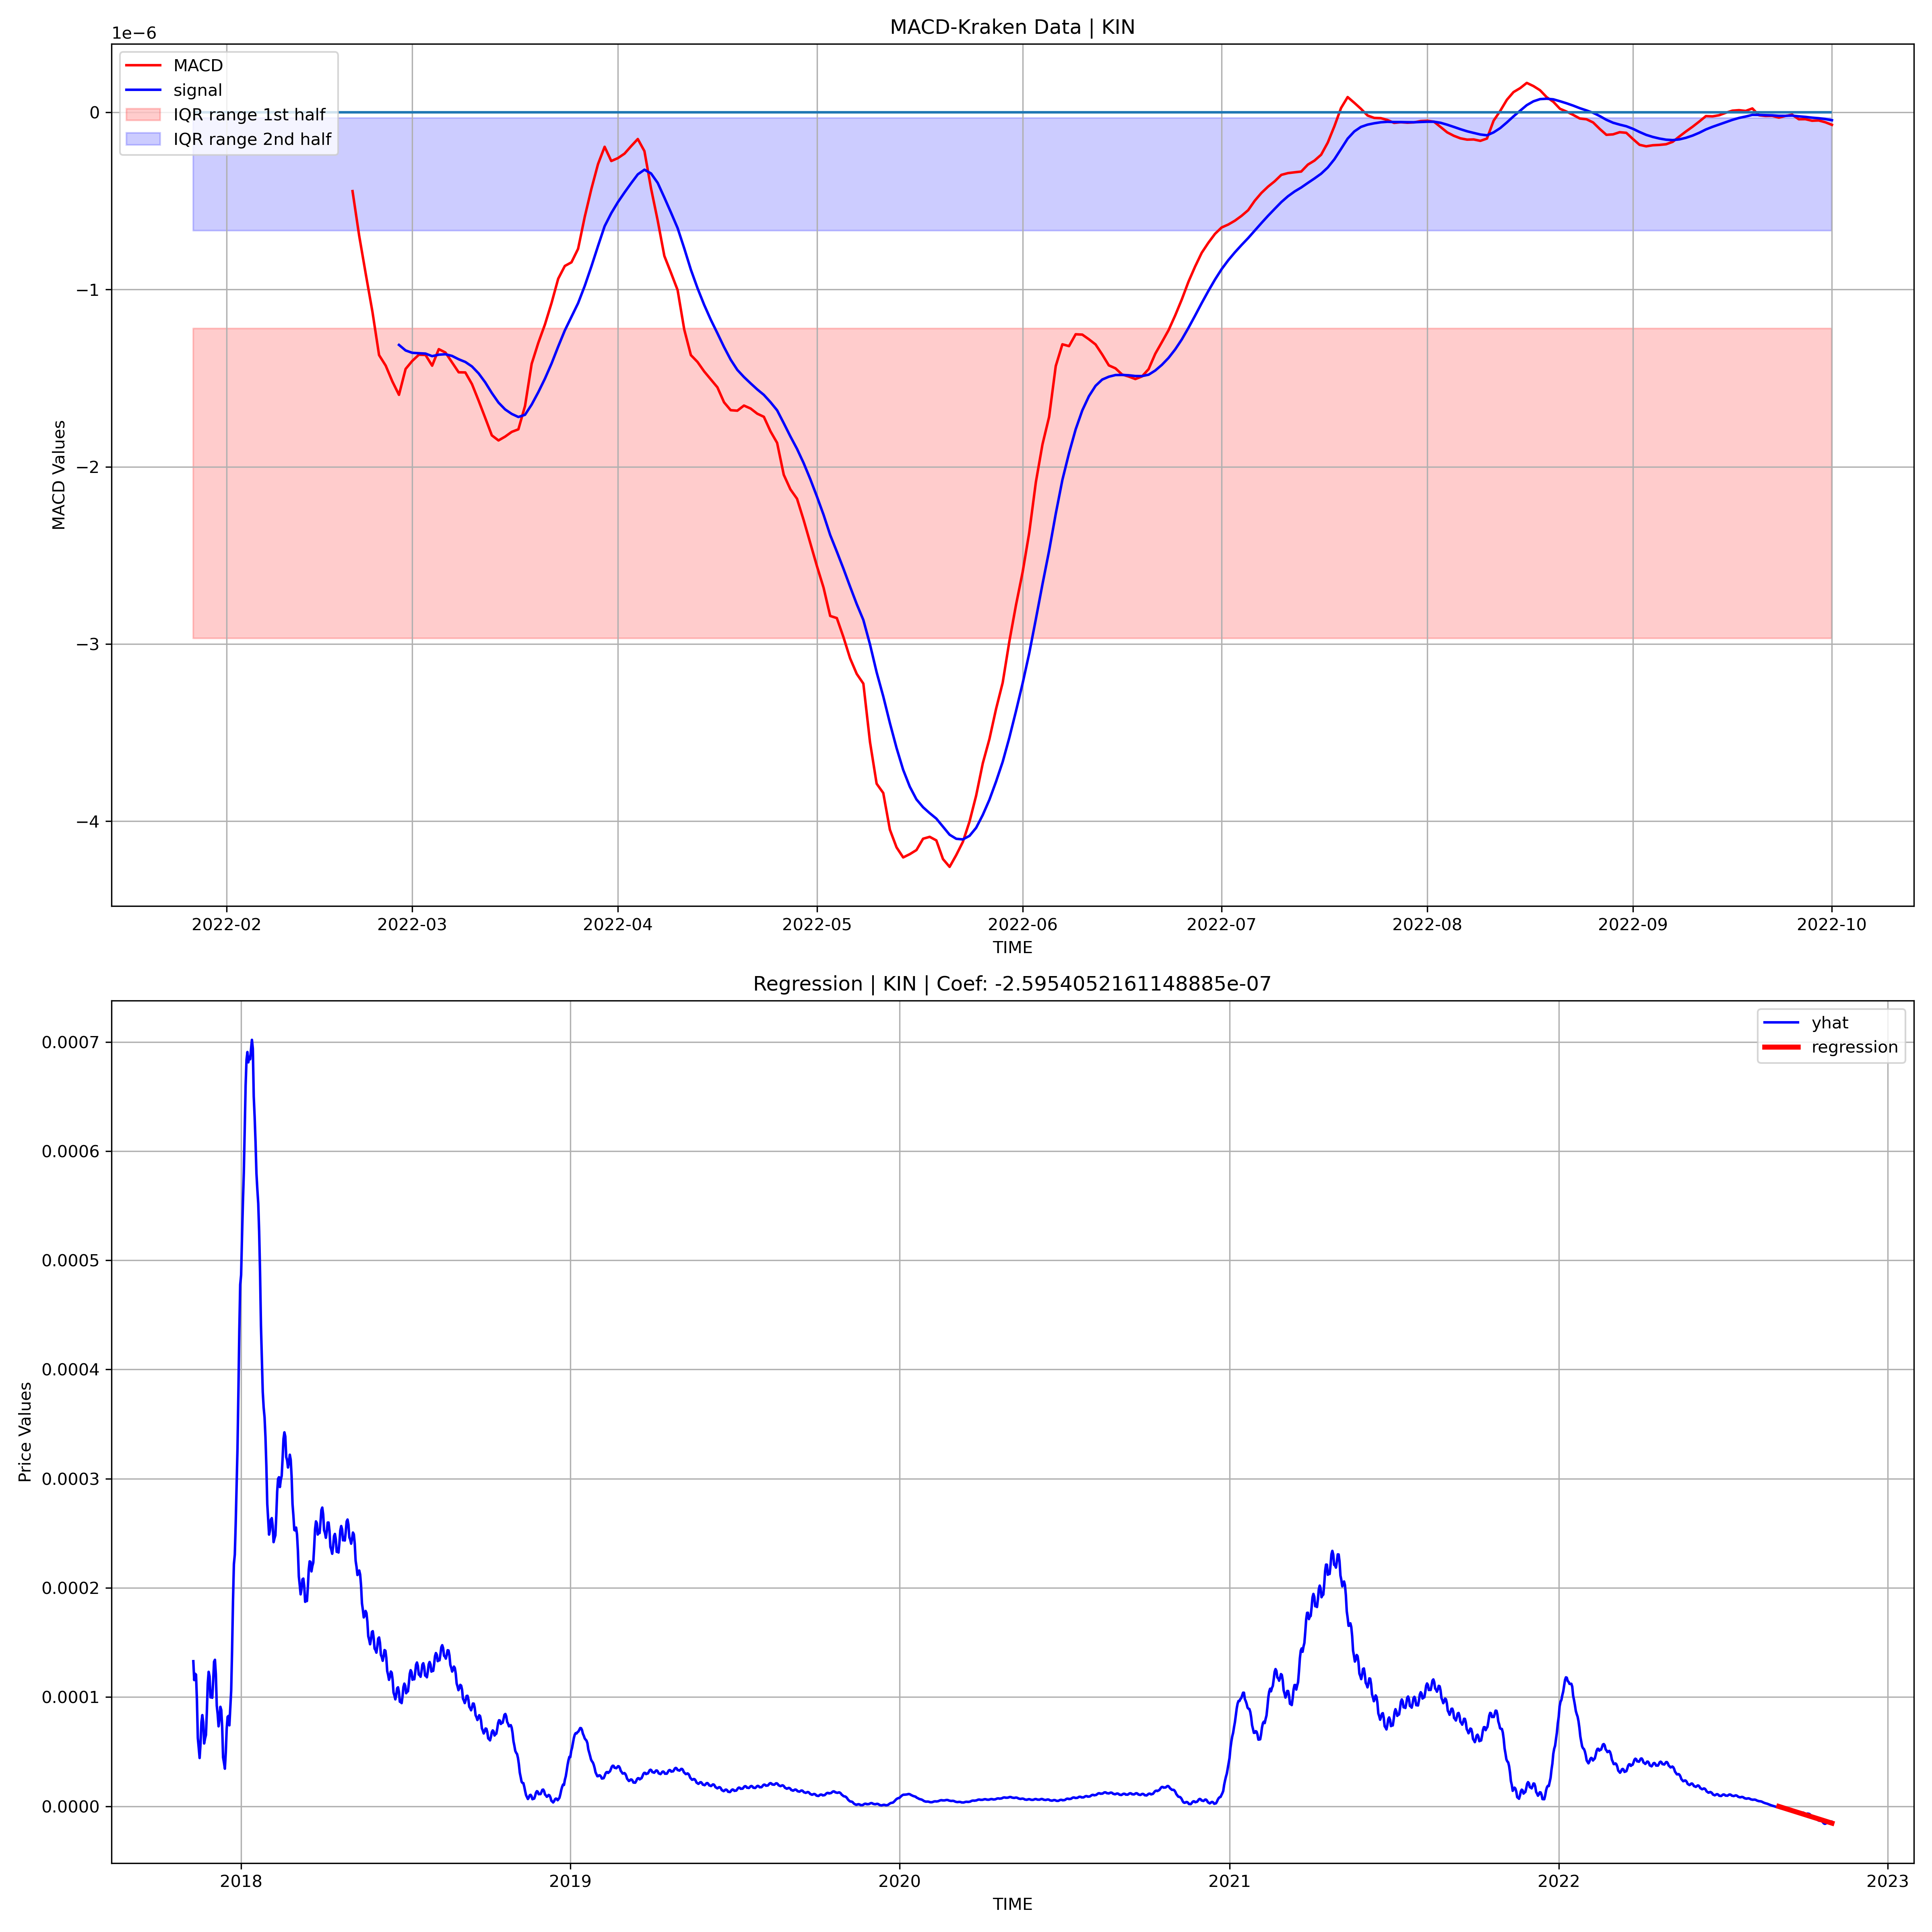 MACD-Kraken Data | KIN
1e−6
MACD
signal
IQR range 1st half
IQR range 2nd half
0
−1
−2
−3
−4
MACD Values
2022-02 2022-03 2022-04 2022-05 2022-06 2022-07 2022-08 2022-09 2022-10
TIME
Regression | KIN | Coef: -2.5954052161148885e-07
yhat
regression
0.0007
0.0006
0.0005
0.0004
0.0003
0.0002
0.0001
0.0000
Price Values
2018 2019 2020 2021 2022 2023
TIME